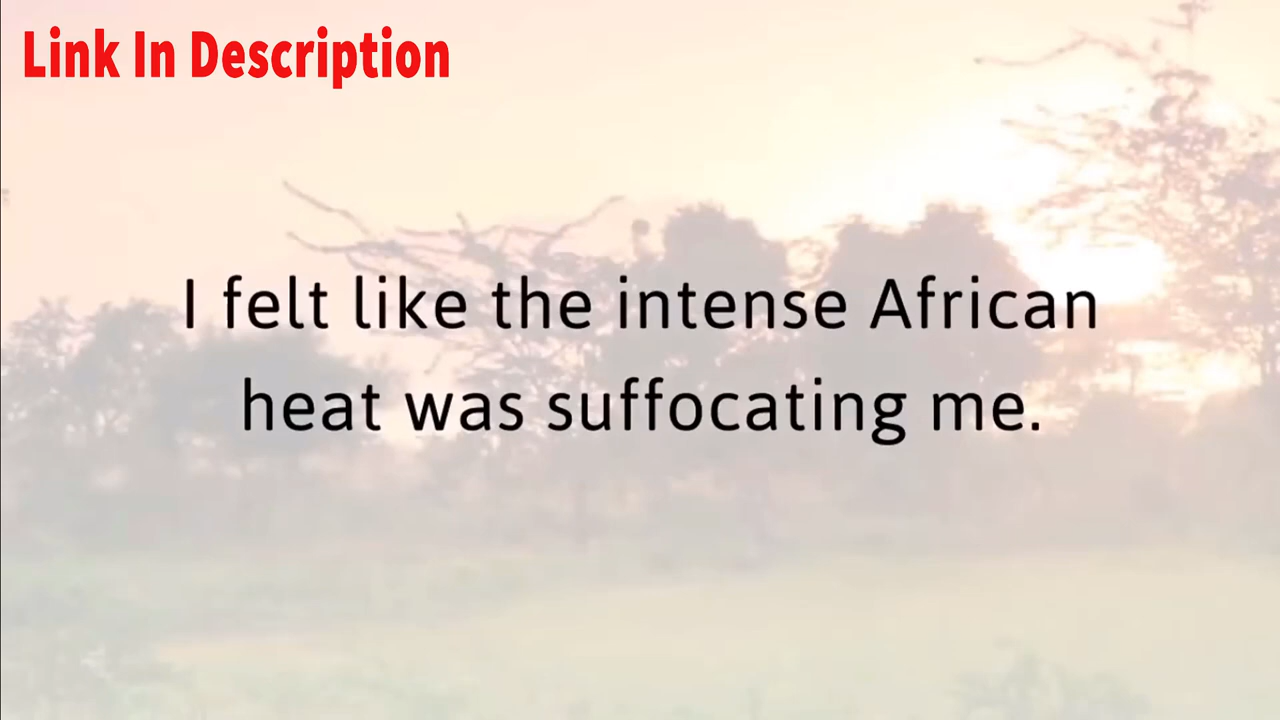 Link In Description
I felt like the intense African
heat was suffocating me.